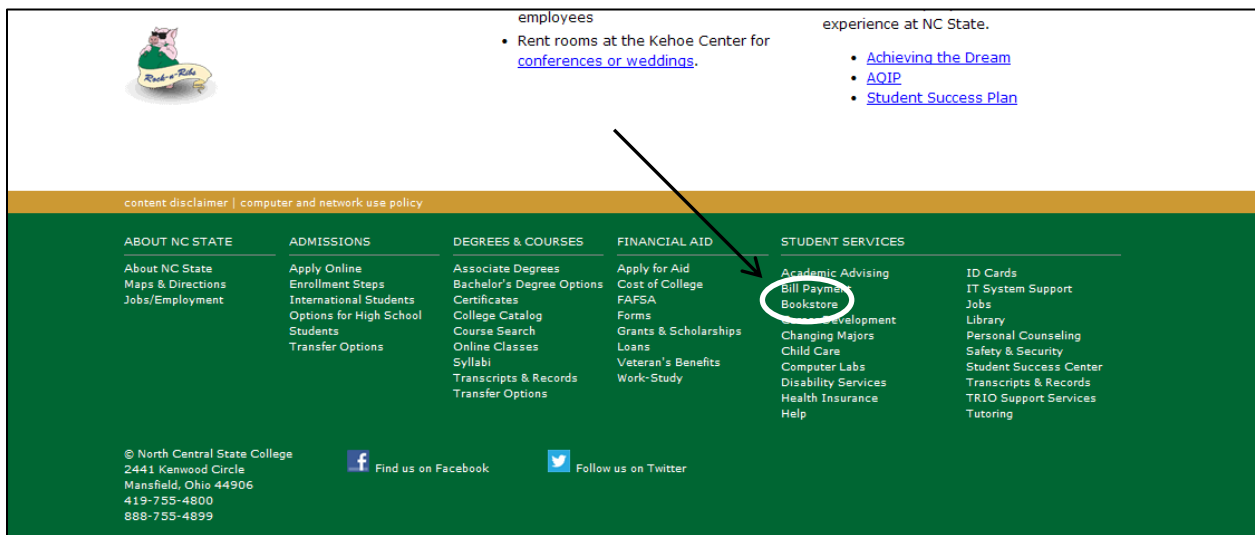 employees
• Rent rooms at the Kehoe Center for
conferences or weddings.
experience at NC State.
• Achieving the Dream
• AQIP
• Student Success Plan
Rock-n-Ribs
content disclaimer | computer and network use policy
ABOUT NC STATE
About NC State
Maps & Directions
Jobs/Employment
ADMISSIONS
Apply Online
Enrollment Steps
International Students
Options for High School
Students
Transfer Options
DEGREES & COURSES
Associate Degrees
Bachelor's Degree Options
Certificates
College Catalog
Course Search
Online Classes
Syllabi
Transcripts & Records
Transfer Options
FINANCIAL AID
Apply for Aid
Cost of College
FAFSA
Forms
Grants & Scholarships
Loans
Veteran's Benefits
Work-Study
STUDENT SERVICES
Academic Advising
Bill Payment
Bookstore
Career Development
Changing Majors
Child Care
Computer Labs
Disability Services
Health Insurance
Help
ID Cards
IT System Support
Jobs
Library
Personal Counseling
Safety & Security
Student Success Center
Transcripts & Records
TRIO Support Services
Tutoring
© North Central State College
2441 Kenwood Circle
Mansfield, Ohio 44906
419-755-4800
888-755-4899
Find us on Facebook
Follow us on Twitter